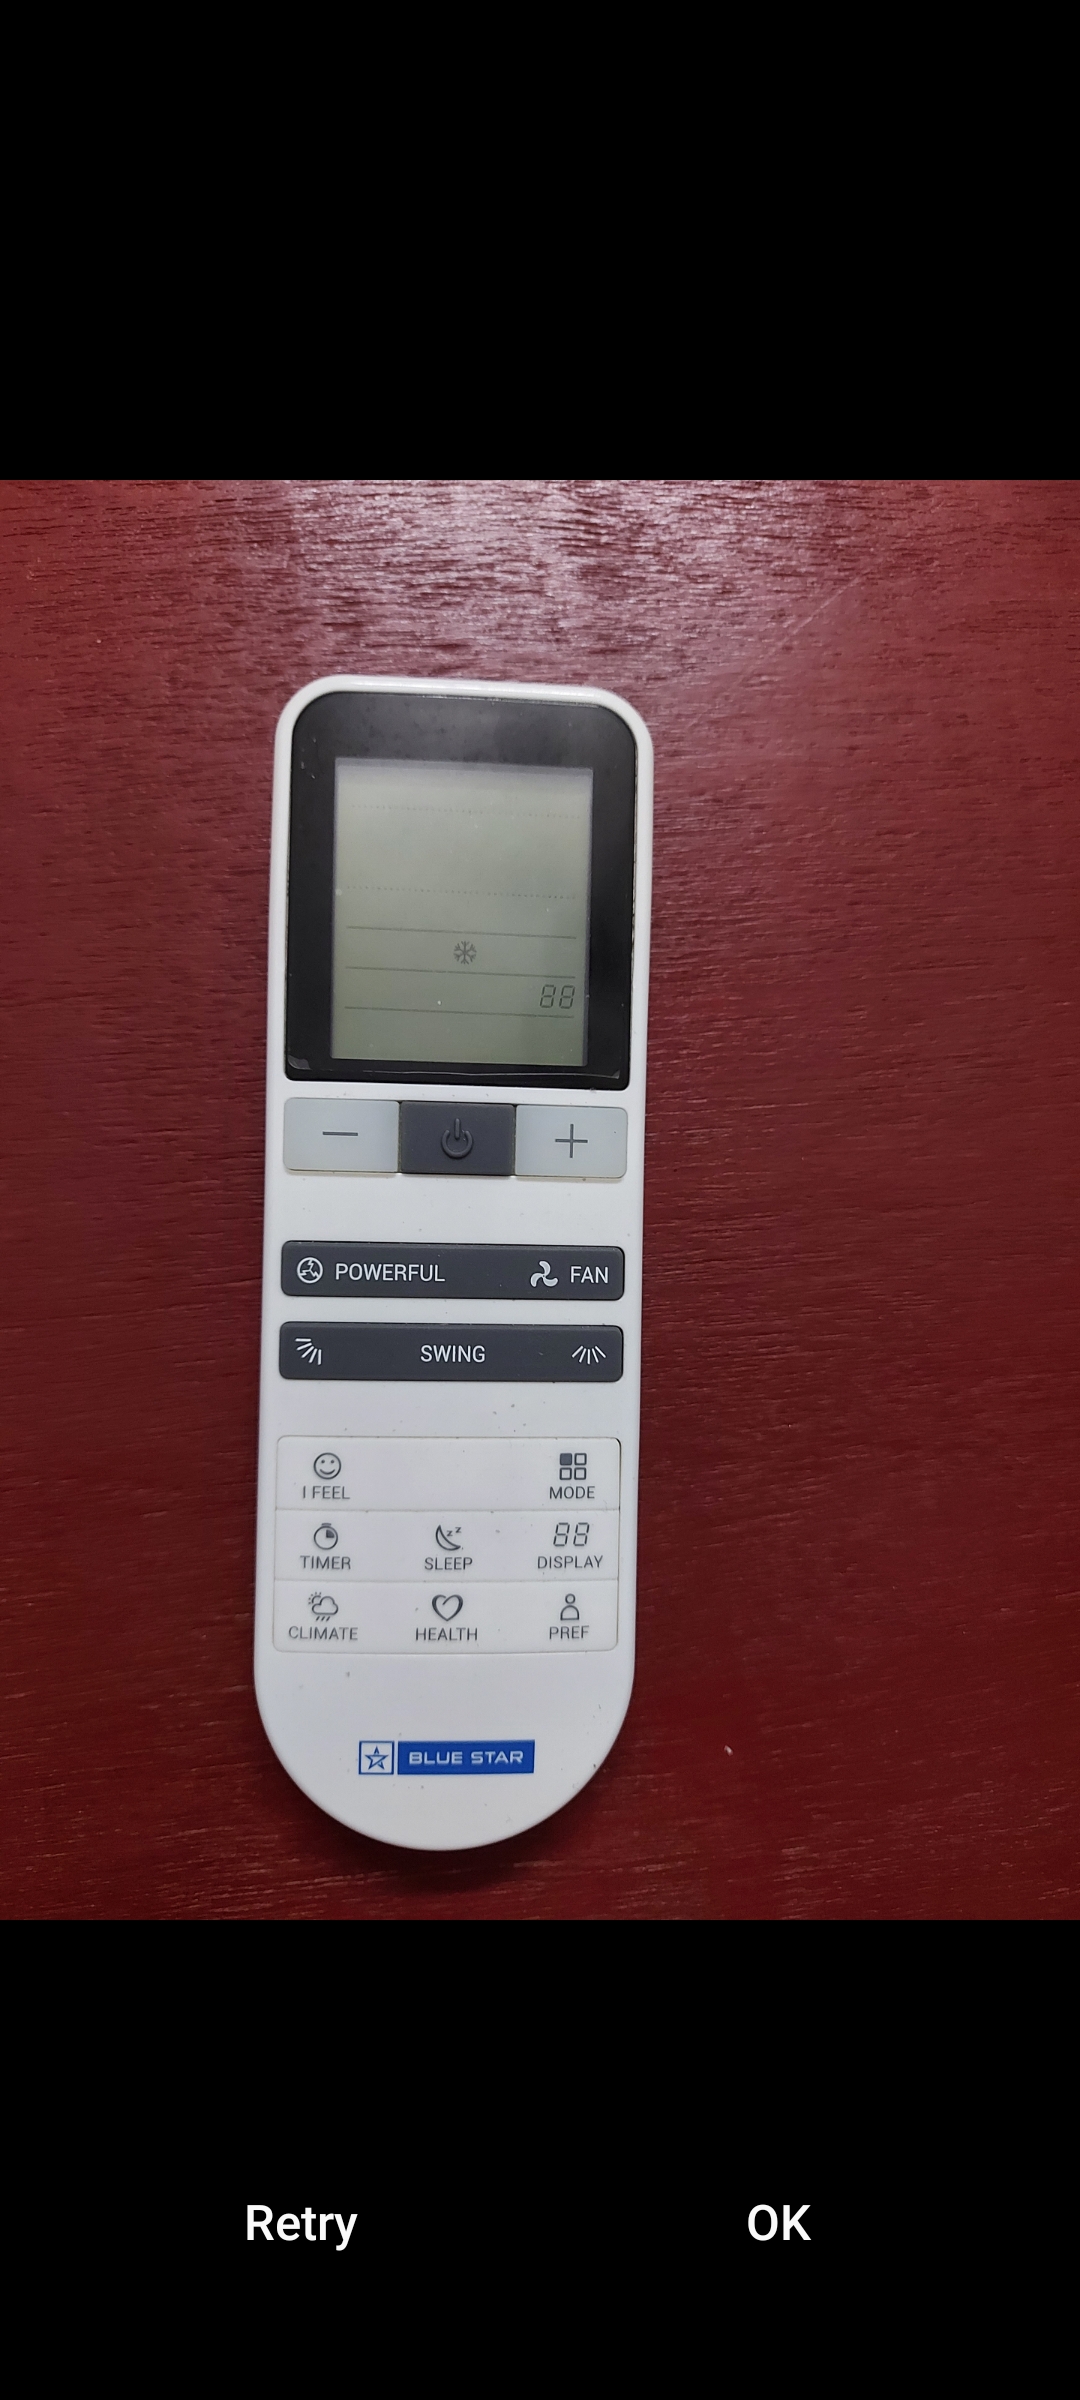 88
POWERFUL FAN
SWING
I FEEL MODE
88
TIMER SLEEP DISPLAY
CLIMATE HEALTH PREF
BLUE STAR
Retry OK